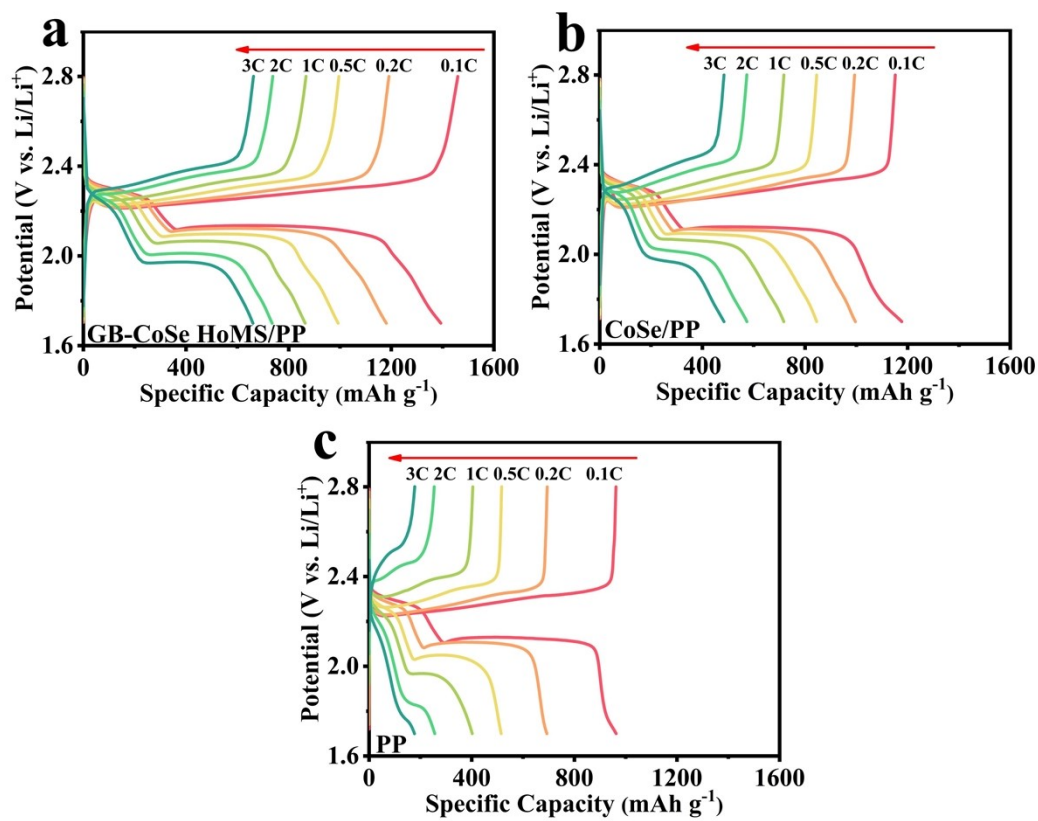 a
3C 2C 1C 0.5C 0.2C 0.1C
2.8
2.4
2.0
1.6
Potential (V vs. Li/Li⁺)
GB-CoSe HoMS/PP
0 400 800 1200 1600
Specific Capacity (mAh g⁻¹)
b
3C 2C 1C 0.5C 0.2C 0.1C
2.8
2.4
2.0
1.6
Potential (V vs. Li/Li⁺)
CoSe/PP
0 400 800 1200 1600
Specific Capacity (mAh g⁻¹)
c
3C 2C 1C 0.5C 0.2C 0.1C
2.8
2.4
2.0
1.6
Potential (V vs. Li/Li⁺)
PP
0 400 800 1200 1600
Specific Capacity (mAh g⁻¹)